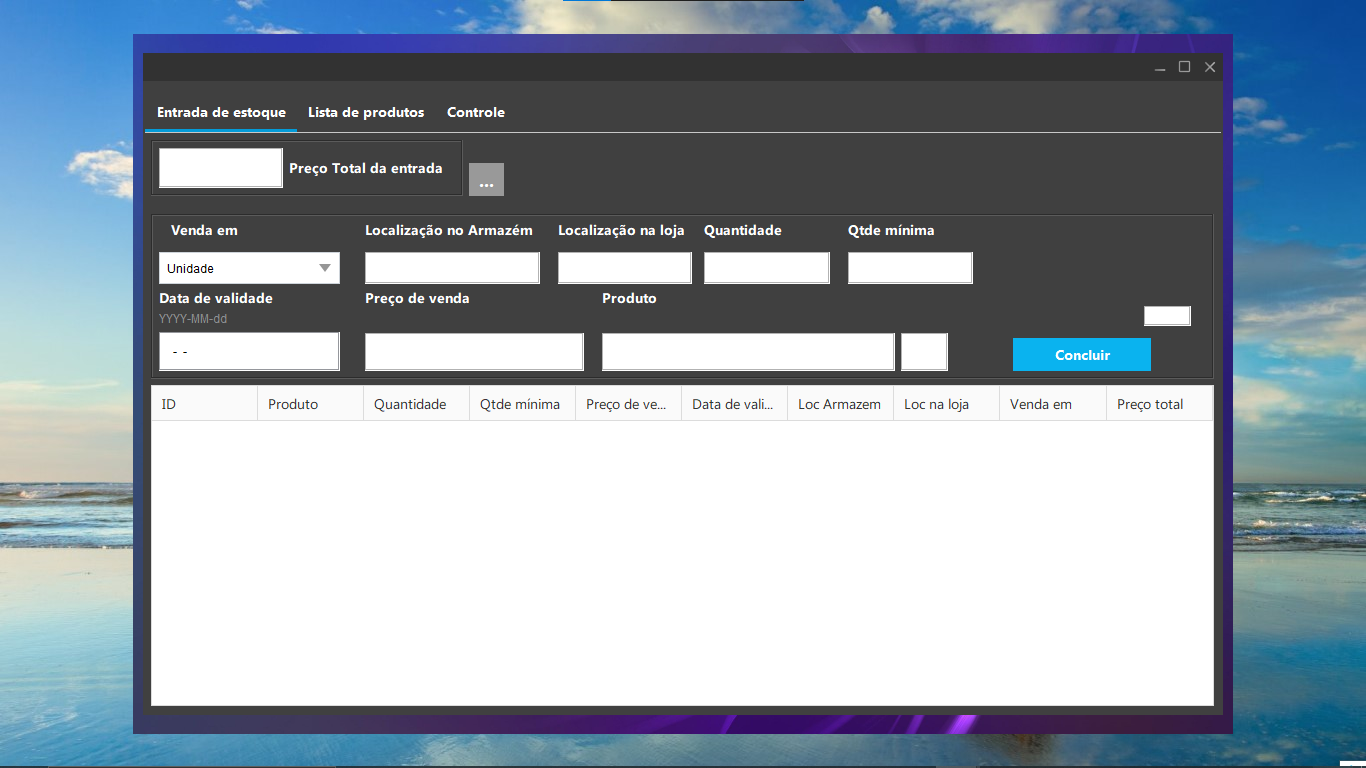 Entrada de estoque Lista de produtos Controle
Preço Total da entrada
...
Venda em Localização no Armazém Localização na loja Quantidade Qtde mínima
Unidade
Data de validade Preço de venda Produto
YYYY-MM-dd
- -
Concluir
ID Produto Quantidade Qtde mínima Preço de ve... Data de vali... Loc Armazem Loc na loja Venda em Preço total